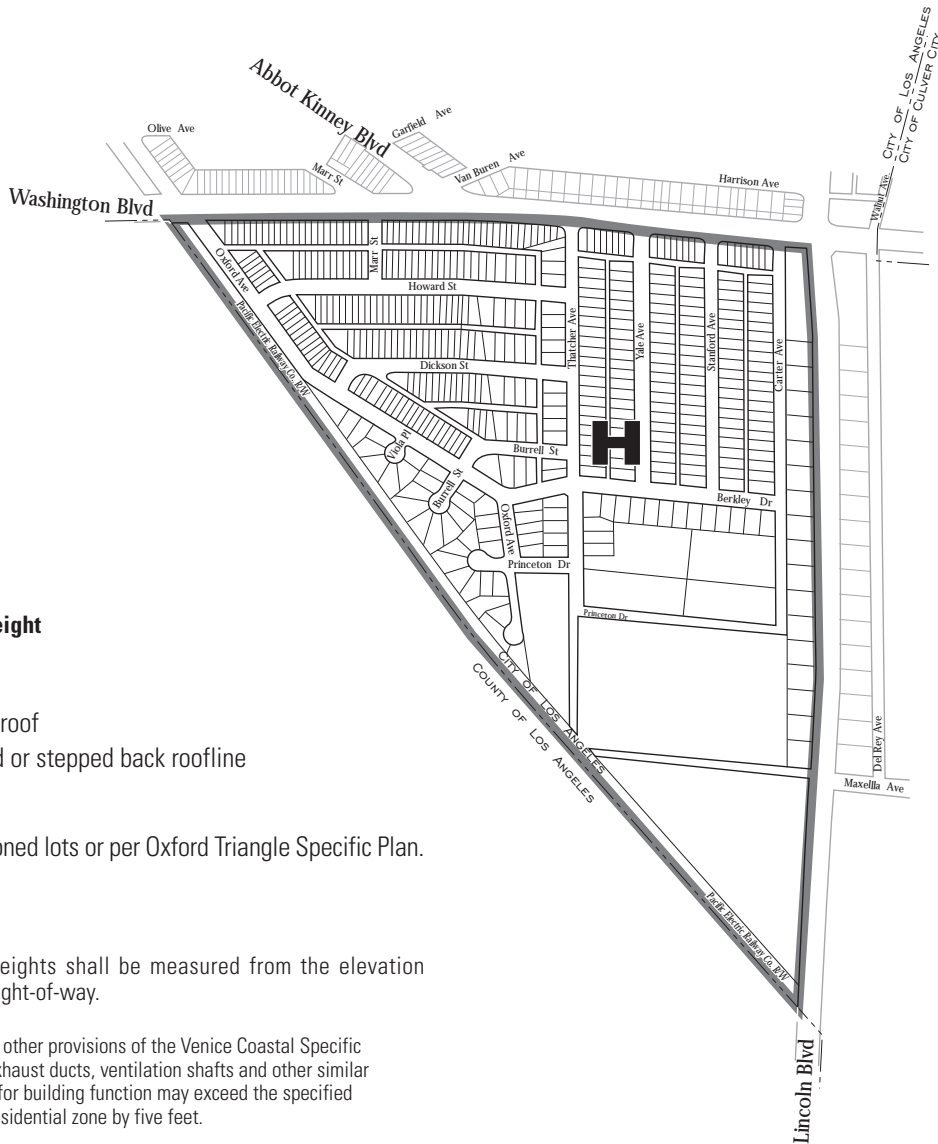 CITY OF LOS ANGELES
CITY OF CULVER CITY
Abbot Kinney Blvd
Garfield Ave
Olive Ave
Marr St
Van Buren Ave
Harrison Ave
Walnut Ave
Washington Blvd
Marr St
Oxford Ave
Howard St
Pacific Electric Railway Co. R/W
Thatcher Ave
Yale Ave
Stanford Ave
Carter Ave
Dickson St
H
Viola Pl
Burrell St
Burrell St
Berkley Dr
Oxford Ave
Princeton Dr
Princeton Dr
eight
CITY OF LOS ANGELES
COUNTY OF LOS ANGELES
roof
d or stepped back roofline
Del Rey Ave
Maxellla Ave
oned lots or per Oxford Triangle Specific Plan.
Pacific Electric Railway Co. R/W
eights shall be measured from the elevation
ght-of-way.
other provisions of the Venice Coastal Specific
xhaust ducts, ventilation shafts and other similar
for building function may exceed the specified
sidential zone by five feet.
Lincoln Blvd